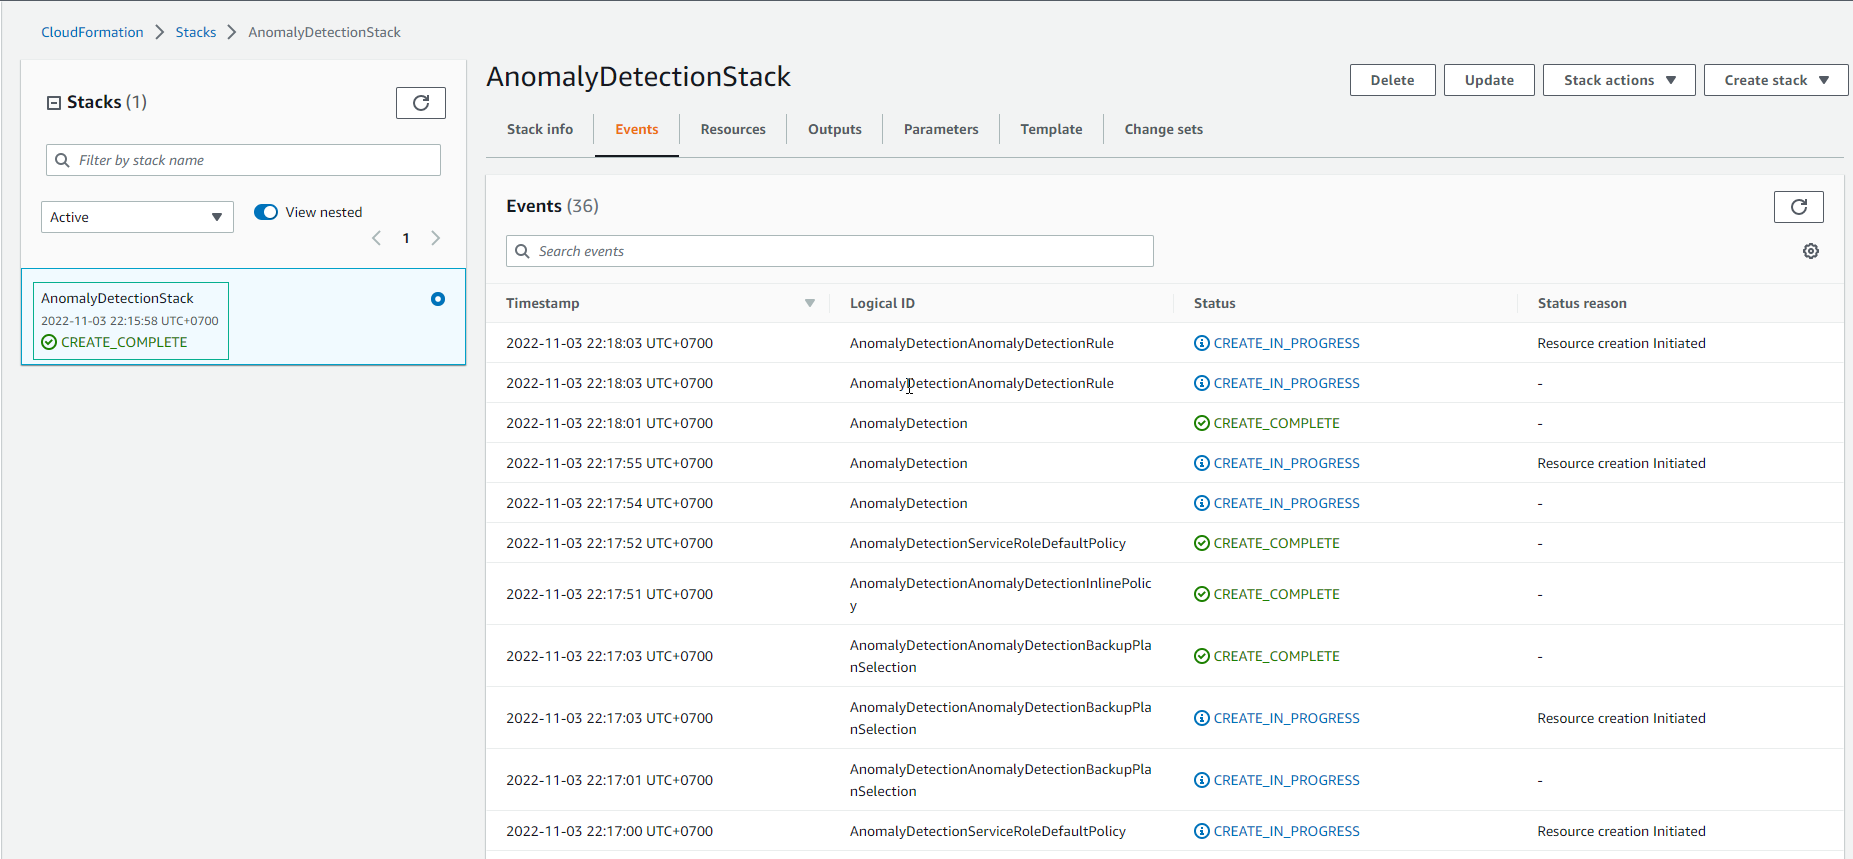 CloudFormation > Stacks > AnomalyDetectionStack
Stacks (1)
Filter by stack name
Active
View nested
1
AnomalyDetectionStack
2022-11-03 22:15:58 UTC+0700
CREATE_COMPLETE
AnomalyDetectionStack
Delete Update Stack actions Create stack
Stack info Events Resources Outputs Parameters Template Change sets
Events (36)
Search events
Timestamp Logical ID Status Status reason
2022-11-03 22:18:03 UTC+0700 AnomalyDetectionAnomalyDetectionRule CREATE_IN_PROGRESS Resource creation Initiated
2022-11-03 22:18:03 UTC+0700 AnomalyDetectionAnomalyDetectionRule CREATE_IN_PROGRESS -
2022-11-03 22:18:01 UTC+0700 AnomalyDetection CREATE_COMPLETE -
2022-11-03 22:17:55 UTC+0700 AnomalyDetection CREATE_IN_PROGRESS Resource creation Initiated
2022-11-03 22:17:54 UTC+0700 AnomalyDetection CREATE_IN_PROGRESS -
2022-11-03 22:17:52 UTC+0700 AnomalyDetectionServiceRoleDefaultPolicy CREATE_COMPLETE -
2022-11-03 22:17:51 UTC+0700 AnomalyDetectionAnomalyDetectionInlinePolic CREATE_COMPLETE -
y
2022-11-03 22:17:03 UTC+0700 AnomalyDetectionAnomalyDetectionBackupPla CREATE_COMPLETE -
nSelection
2022-11-03 22:17:03 UTC+0700 AnomalyDetectionAnomalyDetectionBackupPla CREATE_IN_PROGRESS Resource creation Initiated
nSelection
2022-11-03 22:17:01 UTC+0700 AnomalyDetectionAnomalyDetectionBackupPla CREATE_IN_PROGRESS -
nSelection
2022-11-03 22:17:00 UTC+0700 AnomalyDetectionServiceRoleDefaultPolicy CREATE_IN_PROGRESS Resource creation Initiated